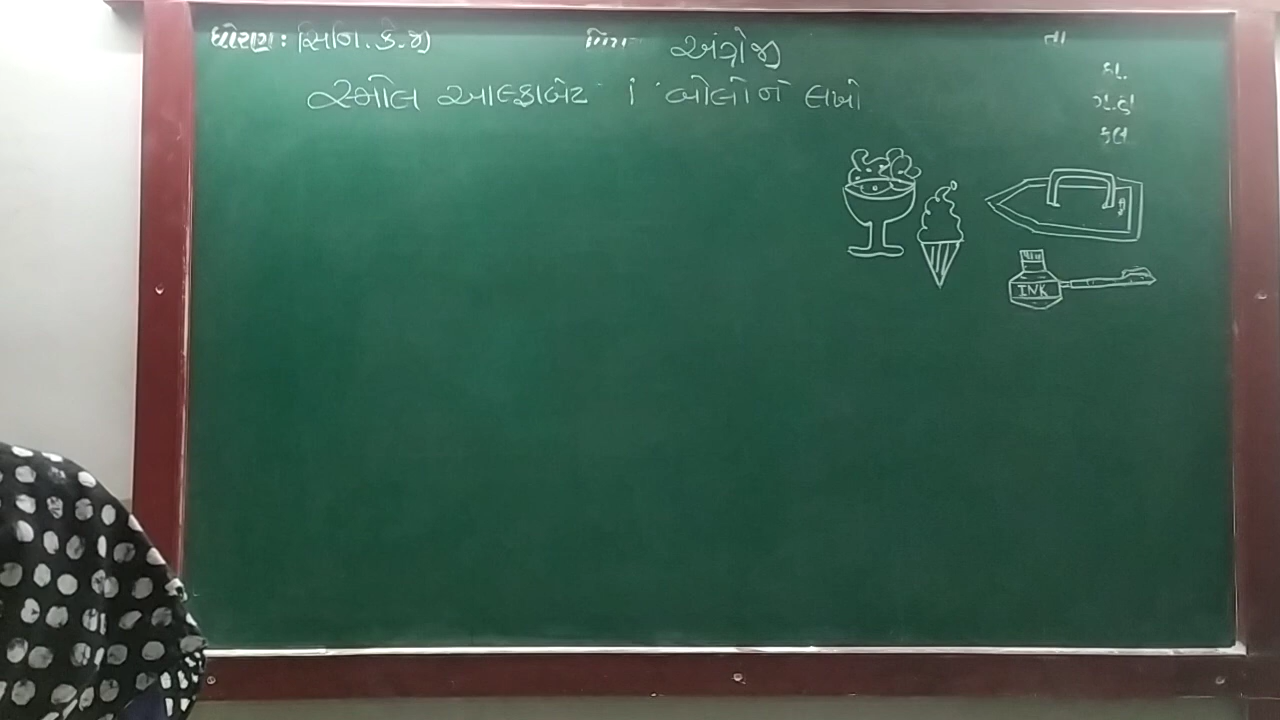 ધોરણ : સિનિ. કે. જી અંગ્રેજી તા
સ્મોલ આલ્ફાબેટ i બોલીને લખો
હા.
ગે.હા
કુલ
INK